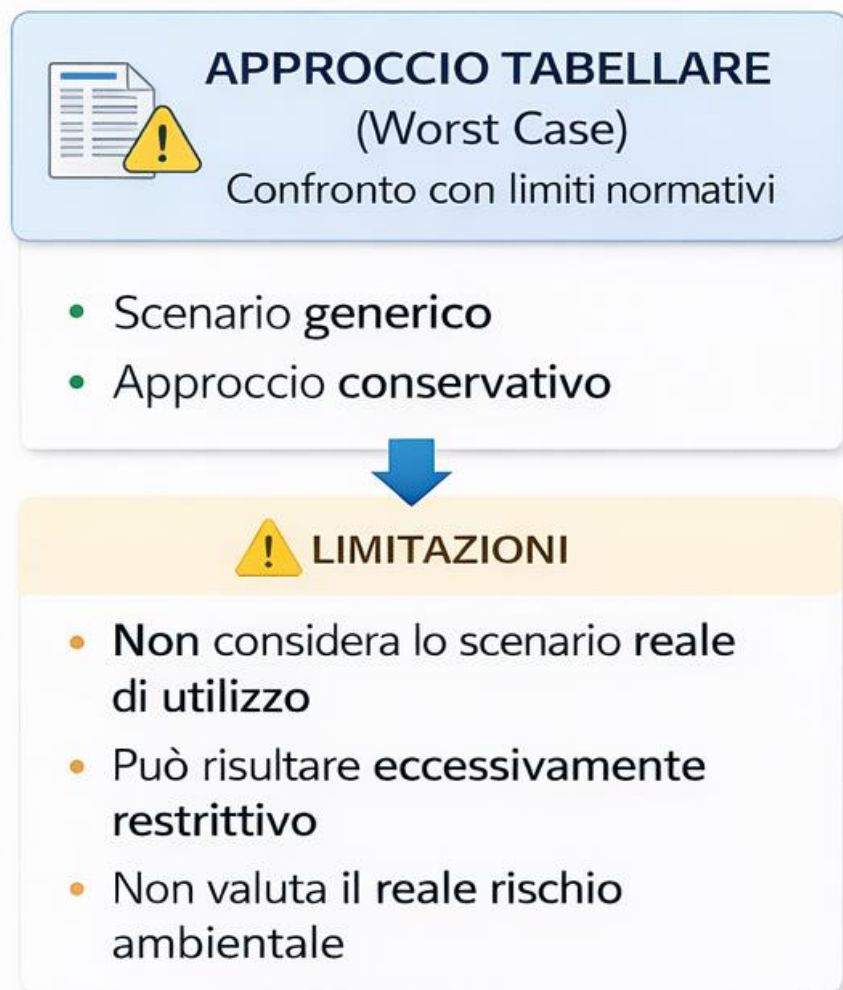 APPROCCIO TABELLARE
(Worst Case)
Confronto con limiti normativi
• Scenario generico
• Approccio conservativo
LIMITAZIONI
• Non considera lo scenario reale
di utilizzo
• Può risultare eccessivamente
restrittivo
• Non valuta il reale rischio
ambientale